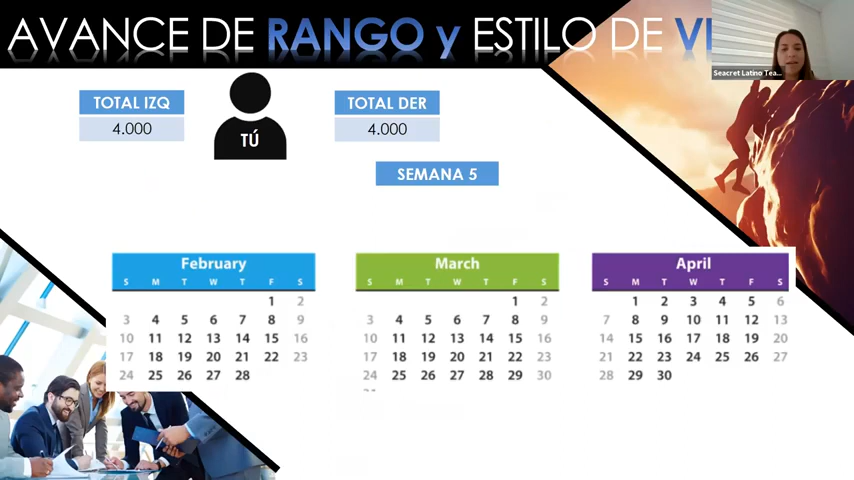 AVANCE DE RANGO y ESTILO DE VI
Seacret Latino Tea...
TOTAL IZQ
4.000
TÚ
TOTAL DER
4.000
SEMANA 5
February
S M T W T F S
1 2
3 4 5 6 7 8 9
10 11 12 13 14 15 16
17 18 19 20 21 22 23
24 25 26 27 28
March
S M T W T F S
1 2
3 4 5 6 7 8 9
10 11 12 13 14 15 16
17 18 19 20 21 22 23
24 25 26 27 28 29 30
April
S M T W T F S
1 2 3 4 5 6
7 8 9 10 11 12 13
14 15 16 17 18 19 20
21 22 23 24 25 26 27
28 29 30